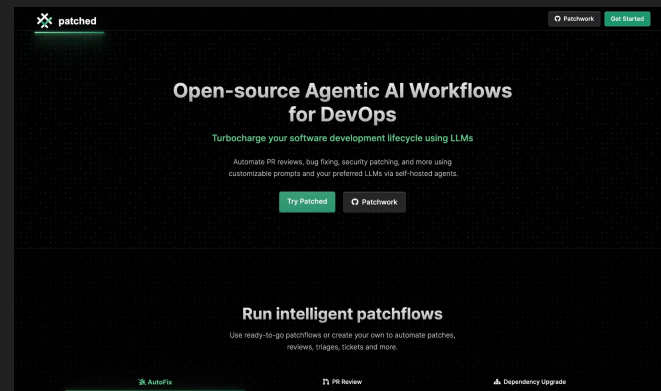 patched
Patchwork
Get Started
Open-source Agentic AI Workflows
for DevOps
Turbocharge your software development lifecycle using LLMs
Automate PR reviews, bug fixing, security patching, and more using
customizable prompts and your preferred LLMs via self-hosted agents.
Try Patched
Patchwork
Run intelligent patchflows
Use ready-to-go patchflows or create your own to automate patches,
reviews, triages, tickets and more.
AutoFix
PR Review
Dependency Upgrade